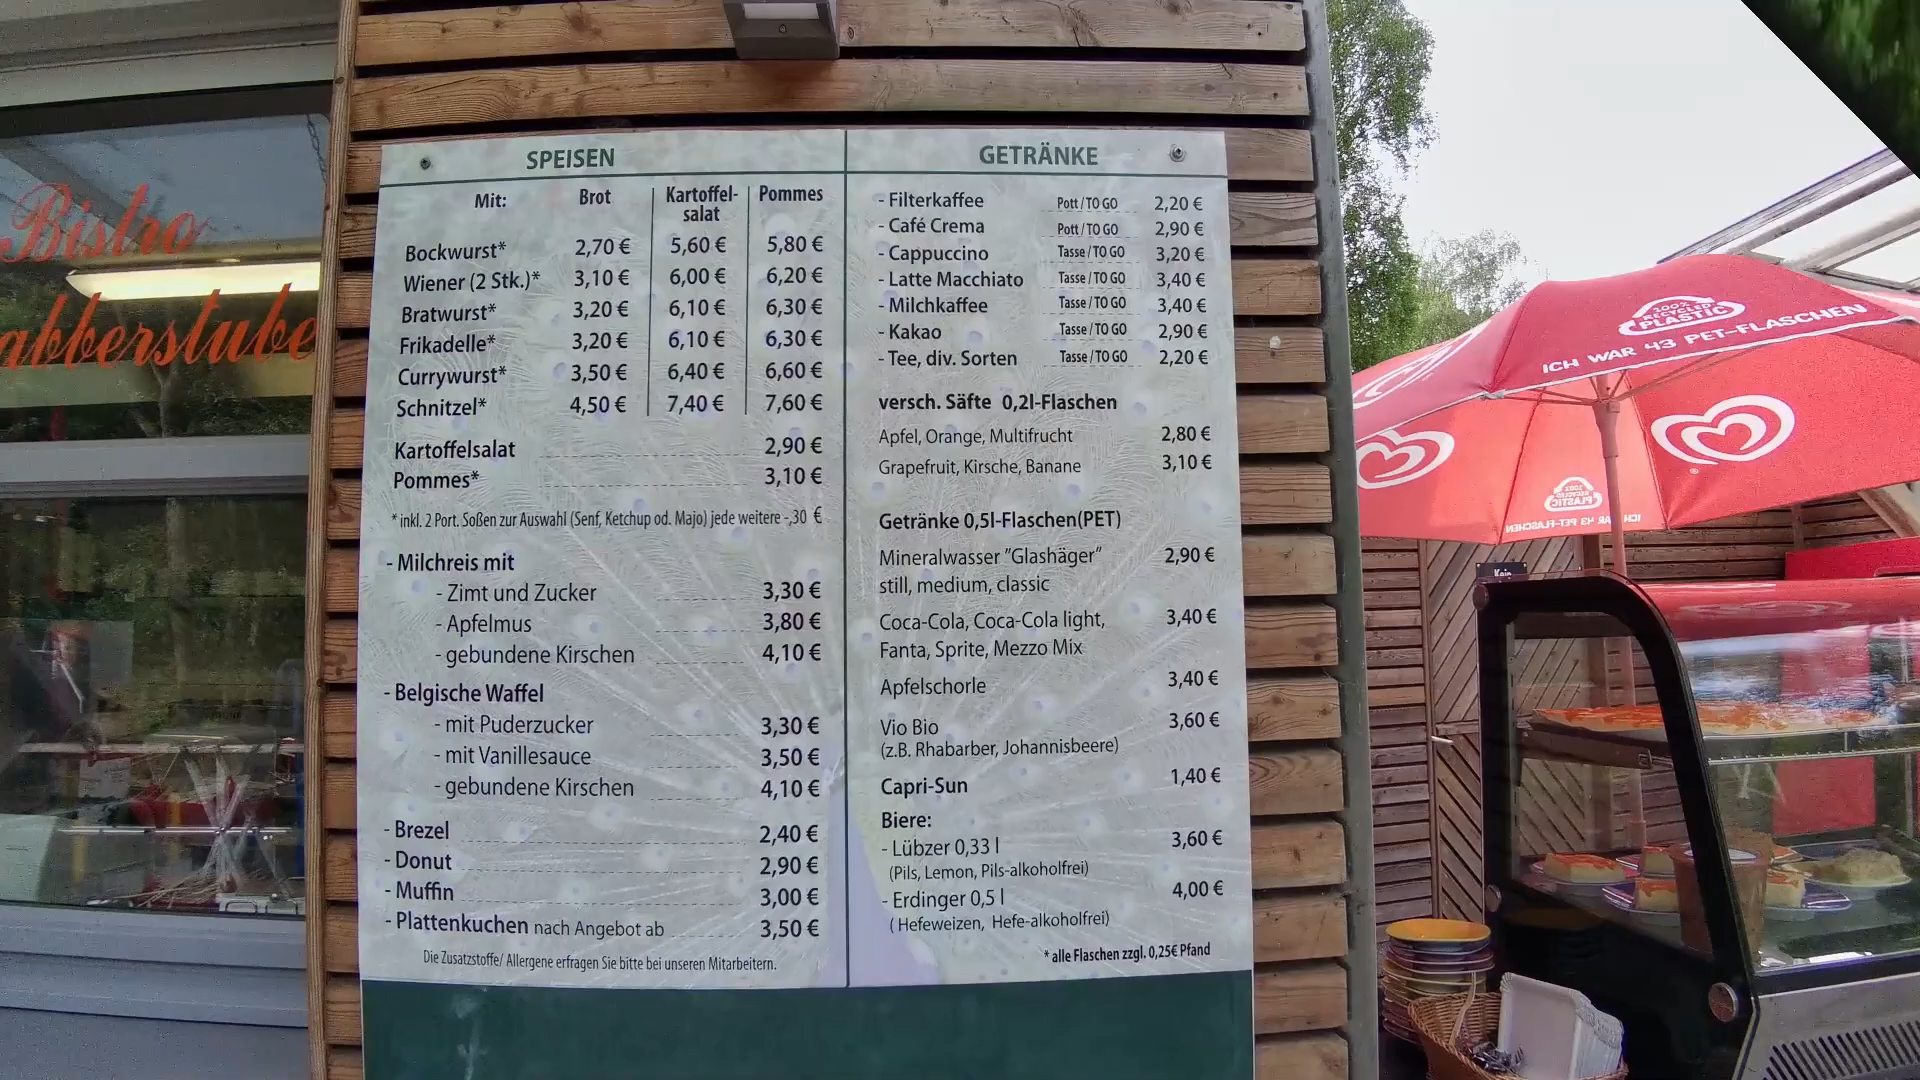 Bistro
abberstube
SPEISEN
Mit: Brot Kartoffel- Pommes
salat
Bockwurst* 2,70 € 5,60 € 5,80 €
Wiener (2 Stk.)* 3,10 € 6,00 € 6,20 €
Bratwurst* 3,20 € 6,10 € 6,30 €
Frikadelle* 3,20 € 6,10 € 6,30 €
Currywurst* 3,50 € 6,40 € 6,60 €
Schnitzel* 4,50 € 7,40 € 7,60 €
Kartoffelsalat 2,90 €
Pommes* 3,10 €
* inkl. 2 Port. Soßen zur Auswahl (Senf, Ketchup od. Majo) jede weitere -,30 €
- Milchreis mit
- Zimt und Zucker 3,30 €
- Apfelmus 3,80 €
- gebundene Kirschen 4,10 €
- Belgische Waffel
- mit Puderzucker 3,30 €
- mit Vanillesauce 3,50 €
- gebundene Kirschen 4,10 €
- Brezel 2,40 €
- Donut 2,90 €
- Muffin 3,00 €
- Plattenkuchen nach Angebot ab 3,50 €
Die Zusatzstoffe/ Allergene erfragen Sie bitte bei unseren Mitarbeitern.
GETRÄNKE
- Filterkaffee Pott / TO GO 2,20 €
- Café Crema Pott / TO GO 2,90 €
- Cappuccino Tasse / TO GO 3,20 €
- Latte Macchiato Tasse / TO GO 3,40 €
- Milchkaffee Tasse / TO GO 3,40 €
- Kakao Tasse / TO GO 2,90 €
- Tee, div. Sorten Tasse / TO GO 2,20 €
versch. Säfte 0,2l-Flaschen
Apfel, Orange, Multifrucht 2,80 €
Grapefruit, Kirsche, Banane 3,10 €
Getränke 0,5l-Flaschen(PET)
Mineralwasser "Glashäger" 2,90 €
still, medium, classic
Coca-Cola, Coca-Cola light, 3,40 €
Fanta, Sprite, Mezzo Mix
Apfelschorle 3,40 €
Vio Bio 3,60 €
(z.B. Rhabarber, Johannisbeere)
Capri-Sun 1,40 €
Biere:
- Lübzer 0,33 l 3,60 €
(Pils, Lemon, Pils-alkoholfrei)
- Erdinger 0,5 l 4,00 €
( Hefeweizen, Hefe-alkoholfrei)
* alle Flaschen zzgl. 0,25€ Pfand
100%
RECYCLED
PLASTIC
ICH WAR 43 PET-FLASCHEN
100%
RECYCLED
PLASTIC
ICH WAR 43 PET-FLASCHEN
Kein